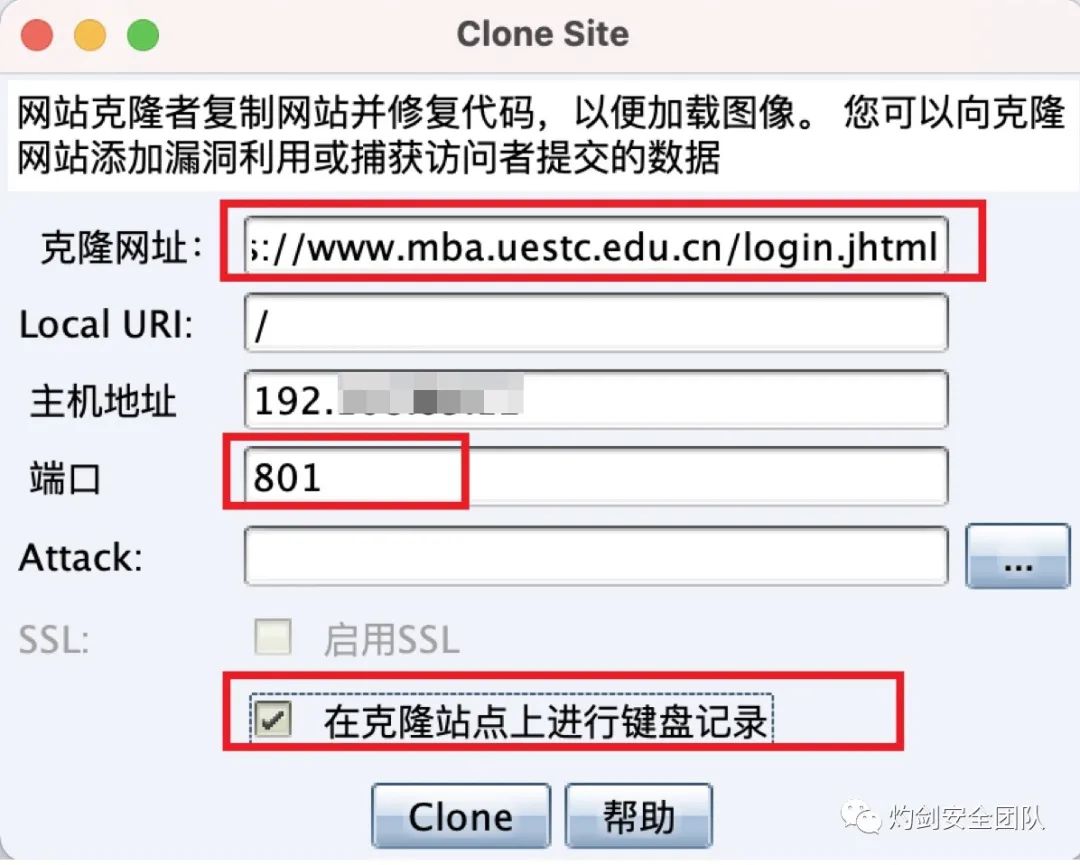 Clone Site
网站克隆者复制网站并修复代码，以便加载图像。 您可以向克隆
网站添加漏洞利用或捕获访问者提交的数据
克隆网址: s://www.mba.uestc.edu.cn/login.jhtml
Local URI: /
主机地址 192.
端口 801
Attack: ...
SSL: 启用SSL
在克隆站点上进行键盘记录
Clone 帮助
灼剑安全团队